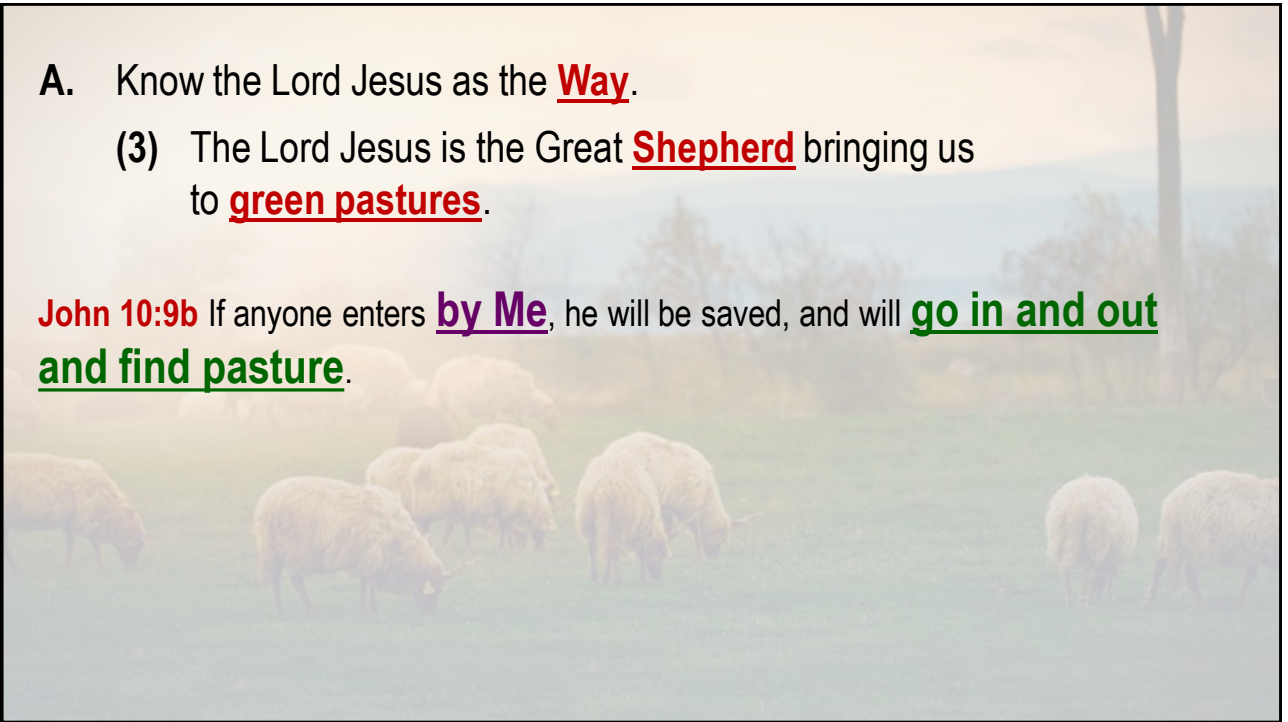 A. Know the Lord Jesus as the Way.
(3) The Lord Jesus is the Great Shepherd bringing us
to green pastures.
John 10:9b If anyone enters by Me, he will be saved, and will go in and out
and find pasture.